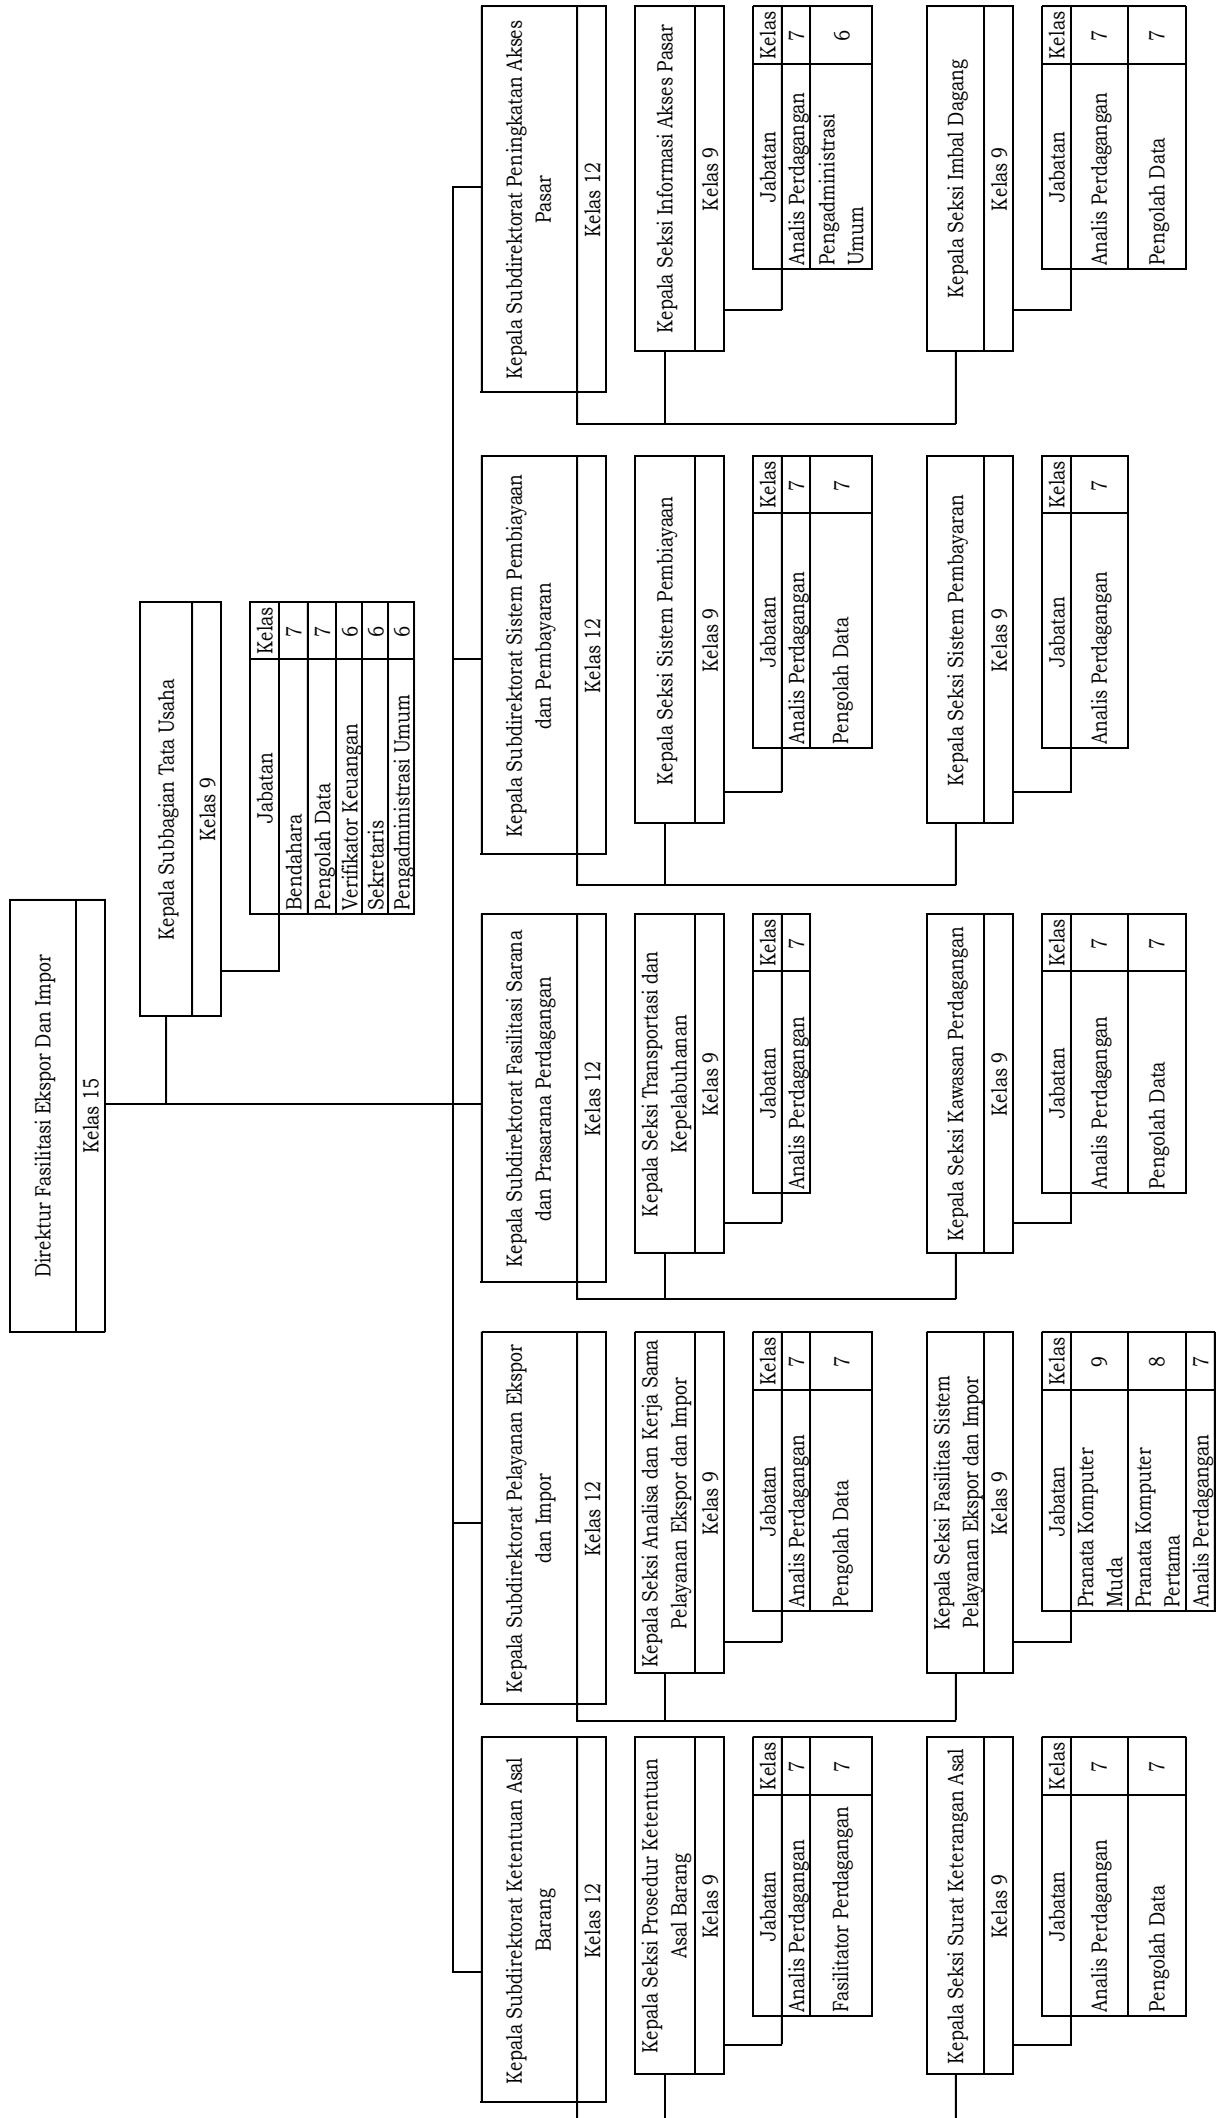 Direktur Fasilitasi Ekspor Dan Impor
Kelas 15
Kepala Subbagian Tata Usaha
Kelas 9
Jabatan Kelas
Bendahara 7
Pengolah Data 7
Verifikator Keuangan 6
Sekretaris 6
Pengadministrasi Umum 6
Kepala Subdirektorat Ketentuan Asal
Barang
Kelas 12
Kepala Seksi Prosedur Ketentuan
Asal Barang
Kelas 9
Jabatan Kelas
Analis Perdagangan 7
Fasilitator Perdagangan 7
Kepala Seksi Surat Keterangan Asal
Kelas 9
Jabatan Kelas
Analis Perdagangan 7
Pengolah Data 7
Kepala Subdirektorat Pelayanan Ekspor
dan Impor
Kelas 12
Kepala Seksi Analisa dan Kerja Sama
Pelayanan Ekspor dan Impor
Kelas 9
Jabatan Kelas
Analis Perdagangan 7
Pengolah Data 7
Kepala Seksi Fasilitas Sistem
Pelayanan Ekspor dan Impor
Kelas 9
Jabatan Kelas
Pranata Komputer
Muda 9
Pranata Komputer
Pertama 8
Analis Perdagangan 7
Kepala Subdirektorat Fasilitasi Sarana
dan Prasarana Perdagangan
Kelas 12
Kepala Seksi Transportasi dan
Kepelabuhanan
Kelas 9
Jabatan Kelas
Analis Perdagangan 7
Kepala Seksi Kawasan Perdagangan
Kelas 9
Jabatan Kelas
Analis Perdagangan 7
Pengolah Data 7
Kepala Subdirektorat Sistem Pembiayaan
dan Pembayaran
Kelas 12
Kepala Seksi Sistem Pembiayaan
Kelas 9
Jabatan Kelas
Analis Perdagangan 7
Pengolah Data 7
Kepala Seksi Sistem Pembayaran
Kelas 9
Jabatan Kelas
Analis Perdagangan 7
Kepala Subdirektorat Peningkatan Akses
Pasar
Kelas 12
Kepala Seksi Informasi Akses Pasar
Kelas 9
Jabatan Kelas
Analis Perdagangan 7
Pengadministrasi
Umum 6
Kepala Seksi Imbal Dagang
Kelas 9
Jabatan Kelas
Analis Perdagangan 7
Pengolah Data 7